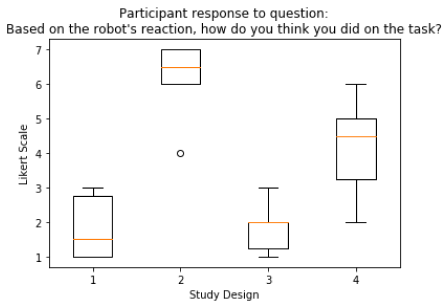 Participant response to question:
Based on the robot's reaction, how do you think you did on the task?
7
6
5
4
3
2
1
Likert Scale
1 2 3 4
Study Design